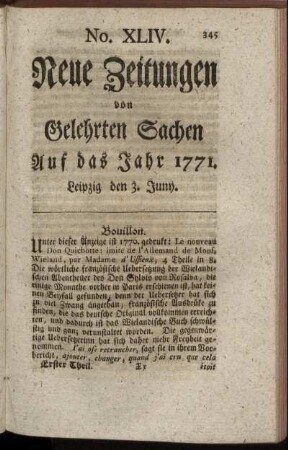 No. XLIV.
345
Neue Zeitungen
von
Gelehrten Sachen
Auf das Jahr 1771.
Leipzig den 3. Juny.
Bouillon.
Unter dieser Anzeige ist 1770. gedrukt: Le nouveau
Don Quichotte; imité de l'Allemand de Mons.
Wieland, par Madame d'Ussieux, 4 Theile in 8.
Die wörtliche französische Uebersetzung der Wielandi-
schen Abentheuer des Don Sylvio von Rosalva, die
einige Monathe vorher in Paris erschienen ist, hat kei-
nen Beyfall gefunden, denn der Uebersetzer hat sich
zu viel Zwang angethan, französische Ausdrüke zu
finden, die das deutsche Original vollkommen erreich-
ten, und dadurch ist das Wielandische Buch schwül-
stig und ganz verunstaltet worden. Die gegenwär-
tige Uebersetzerinn hat sich daher mehr Freyheit ge-
nommen. J'ai osé retrancher, sagt sie in ihrem Vor-
bericht, ajouter, changer, quand j'ai cru que cela
Erster Theil.
étoit